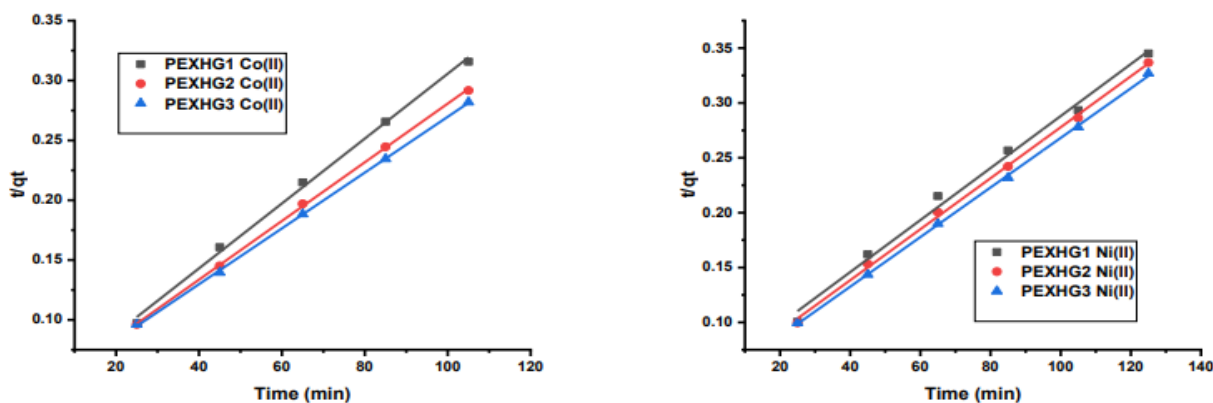 0.35
0.30
0.25
0.20
0.15
0.10
t/qt
PEXHG1 Co(II)
PEXHG2 Co(II)
PEXHG3 Co(II)
20
40
60
80
100
120
Time (min)
0.35
0.30
0.25
0.20
0.15
0.10
t/qt
PEXHG1 Ni(II)
PEXHG2 Ni(II)
PEXHG3 Ni(II)
20
40
60
80
100
120
140
Time (min)